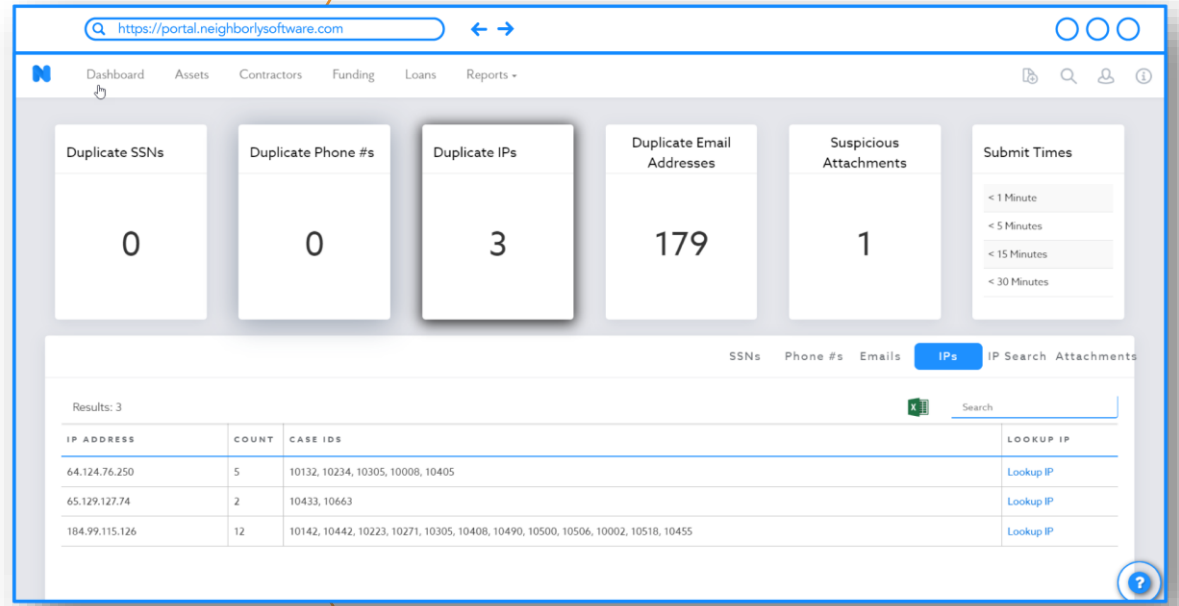 https://portal.neighborlysoftware.com
N Dashboard Assets Contractors Funding Loans Reports
Duplicate SSNs
0
Duplicate Phone #s
0
Duplicate IPs
3
Duplicate Email
Addresses
179
Suspicious
Attachments
1
Submit Times
< 1 Minute
< 5 Minutes
< 15 Minutes
< 30 Minutes
SSNs Phone #s Emails IPs IP Search Attachments
Results: 3 Search
IP ADDRESS COUNT CASE IDS LOOKUP IP
64.124.76.250 5 10132, 10234, 10305, 10008, 10405 Lookup IP
65.129.127.74 2 10433, 10663 Lookup IP
184.99.115.126 12 10142, 10442, 10223, 10271, 10305, 10408, 10490, 10500, 10506, 10002, 10518, 10455 Lookup IP
?